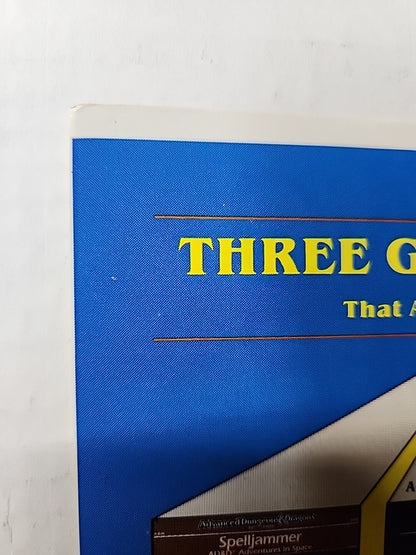 THREE G
That A
A
Advanced Dungeons & Dragons
Spelljammer
AD&D Adventures in Space